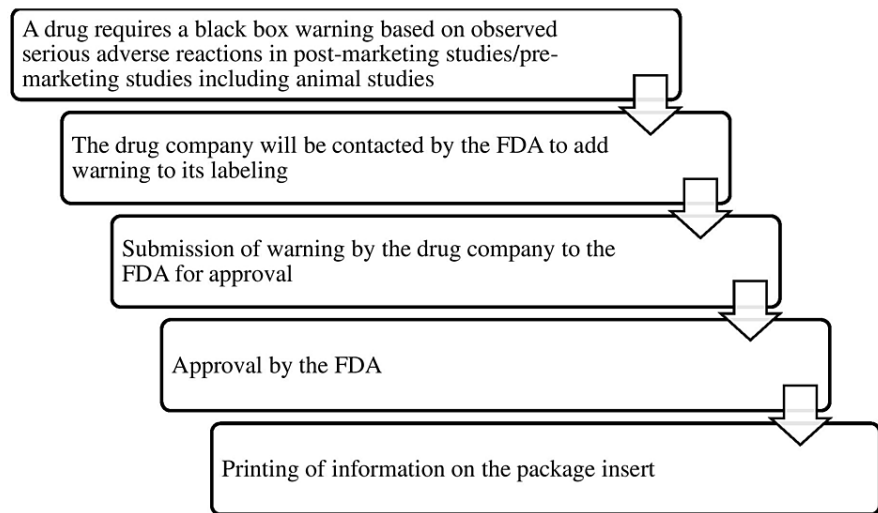 A drug requires a black box warning based on observed
serious adverse reactions in post-marketing studies/pre-
marketing studies including animal studies
The drug company will be contacted by the FDA to add
warning to its labeling
Submission of warning by the drug company to the
FDA for approval
Approval by the FDA
Printing of information on the package insert